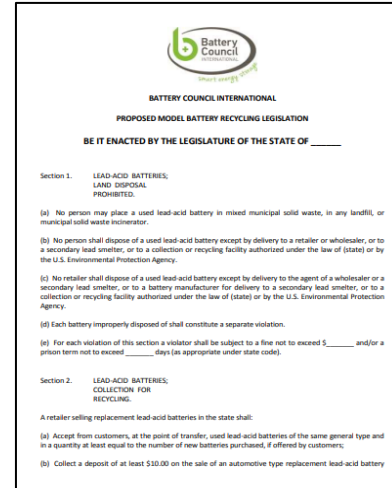 Battery
Council
INTERNATIONAL
smart energy storage
BATTERY COUNCIL INTERNATIONAL
PROPOSED MODEL BATTERY RECYCLING LEGISLATION
BE IT ENACTED BY THE LEGISLATURE OF THE STATE OF ______
Section 1. LEAD-ACID BATTERIES;
LAND DISPOSAL
PROHIBITED.
(a) No person may place a used lead-acid battery in mixed municipal solid waste, in any landfill, or
municipal solid waste incinerator.
(b) No person shall dispose of a used lead-acid battery except by delivery to a retailer or wholesaler, or to
a secondary lead smelter, or to a collection or recycling facility authorized under the law of (state) or by
the U.S. Environmental Protection Agency.
(c) No retailer shall dispose of a used lead-acid battery except by delivery to the agent of a wholesaler or a
secondary lead smelter, or to a battery manufacturer for delivery to a secondary lead smelter, or to a
collection or recycling facility authorized under the law of (state) or by the U.S. Environmental Protection
Agency.
(d) Each battery improperly disposed of shall constitute a separate violation.
(e) For each violation of this section a violator shall be subject to a fine not to exceed $_______ and/or a
prison term not to exceed _______ days (as appropriate under state code).
Section 2. LEAD-ACID BATTERIES;
COLLECTION FOR
RECYCLING.
A retailer selling replacement lead-acid batteries in the state shall:
(a) Accept from customers, at the point of transfer, used lead-acid batteries of the same general type and
in a quantity at least equal to the number of new batteries purchased, if offered by customers;
(b) Collect a deposit of at least $10.00 on the sale of an automotive type replacement lead-acid battery